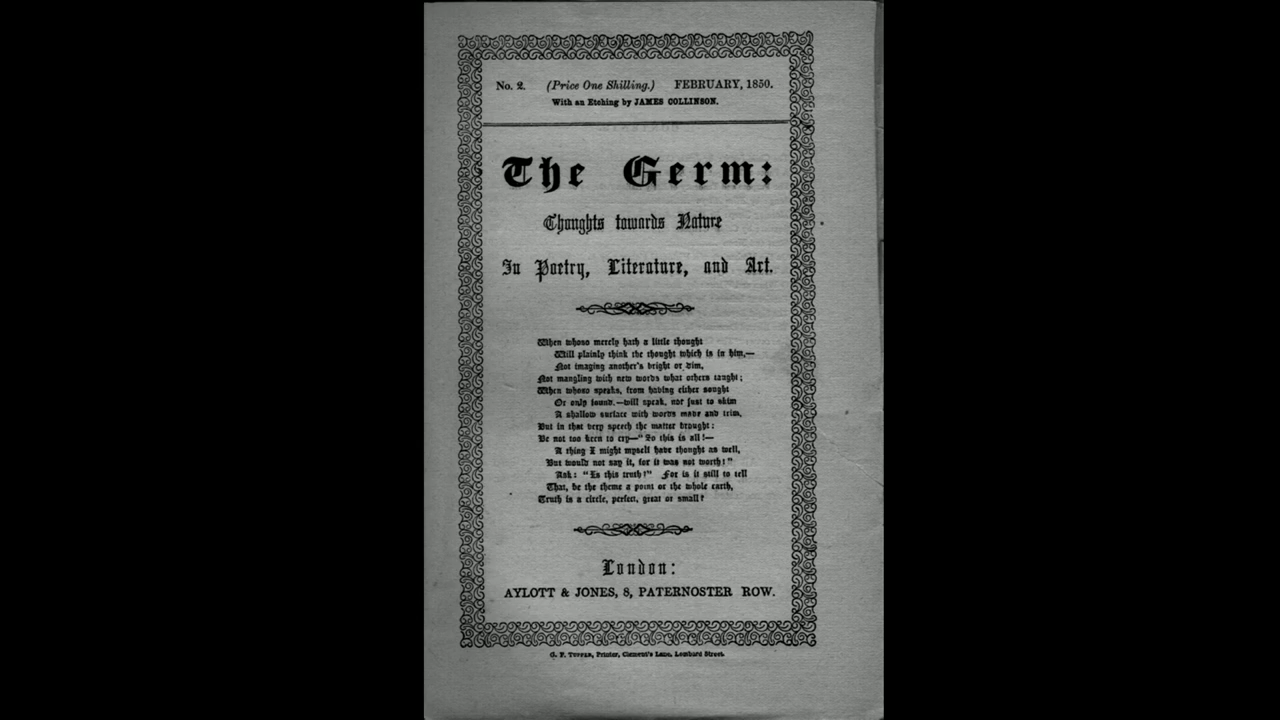 No. 2. (Price One Shilling.) FEBRUARY, 1850.
With an Etching by JAMES COLLINSON.
The Germ:
Thoughts towards Nature
In Poetry, Literature, and Art.
When whoso merely hath a little thought
Will plainly think the thought which is in him,—
Not imaging another's bright or dim,
Not mangling with new words what others taught;
When whoso speaks, from having either sought
Or only found,—will speak, not just to skim
A shallow surface with words made and trim,
But in that very speech the matter brought:
Be not too keen to cry—"So this is all!—
A thing I might myself have thought as well,
But would not say it, for it was not worth!"
Ask: "Is this truth?" For is it still to tell
That, be the theme a point or the whole earth,
Truth is a circle, perfect, great or small?
London:
AYLOTT & JONES, 8, PATERNOSTER ROW.
G. F. Tupper, Printer, Clement's Lane, Lombard Street.